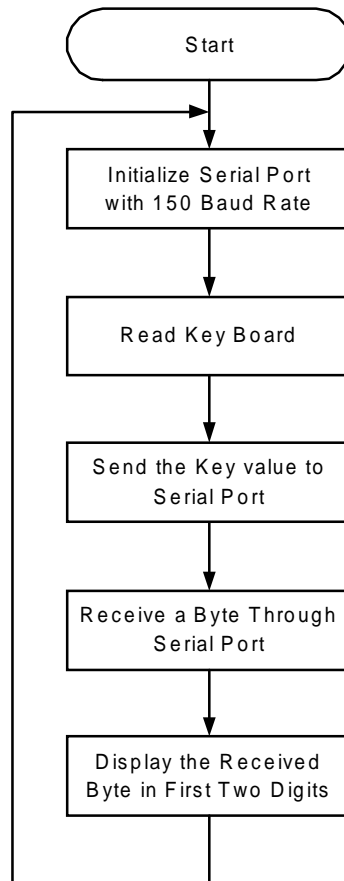 Start
Initialize Serial Port
with 150 Baud Rate
Read Key Board
Send the Key value to
Serial Port
Receive a Byte Through
Serial Port
Display the Received
Byte in First Two Digits